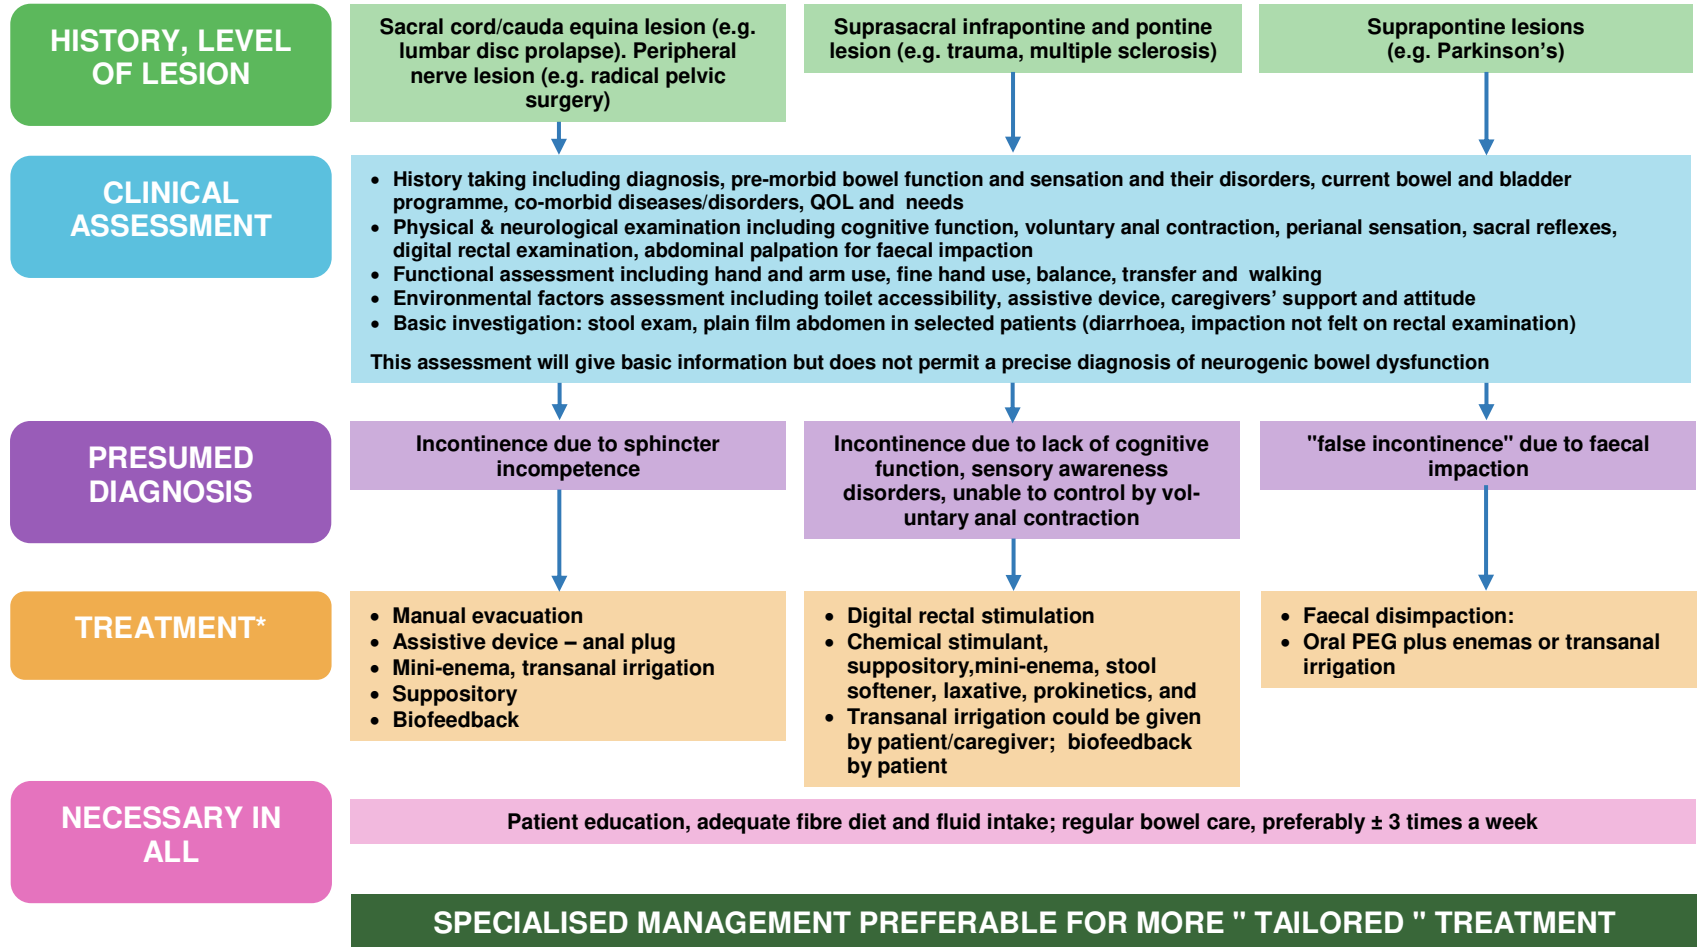 HISTORY, LEVEL
OF LESION
Sacral cord/cauda equina lesion (e.g.
lumbar disc prolapse). Peripheral
nerve lesion (e.g. radical pelvic
surgery)
Suprasacral infrapontine and pontine
lesion (e.g. trauma, multiple sclerosis)
Suprapontine lesions
(e.g. Parkinson's)
CLINICAL
ASSESSMENT
• History taking including diagnosis, pre-morbid bowel function and sensation and their disorders, current bowel and bladder
programme, co-morbid diseases/disorders, QOL and  needs
• Physical & neurological examination including cognitive function, voluntary anal contraction, perianal sensation, sacral reflexes,
digital rectal examination, abdominal palpation for faecal impaction
• Functional assessment including hand and arm use, fine hand use, balance, transfer and  walking
• Environmental factors assessment including toilet accessibility, assistive device, caregivers' support and attitude
• Basic investigation: stool exam, plain film abdomen in selected patients (diarrhoea, impaction not felt on rectal examination)
This assessment will give basic information but does not permit a precise diagnosis of neurogenic bowel dysfunction
PRESUMED
DIAGNOSIS
Incontinence due to sphincter
incompetence
Incontinence due to lack of cognitive
function, sensory awareness
disorders, unable to control by vol-
untary anal contraction
"false incontinence" due to faecal
impaction
TREATMENT*
• Manual evacuation
• Assistive device – anal plug
• Mini-enema, transanal irrigation
• Suppository
• Biofeedback
• Digital rectal stimulation
• Chemical stimulant,
suppository,mini-enema, stool
softener, laxative, prokinetics, and
• Transanal irrigation could be given
by patient/caregiver;  biofeedback
by patient
• Faecal disimpaction:
• Oral PEG plus enemas or transanal
irrigation
NECESSARY IN
ALL
Patient education, adequate fibre diet and fluid intake; regular bowel care, preferably ± 3 times a week
SPECIALISED MANAGEMENT PREFERABLE FOR MORE " TAILORED " TREATMENT